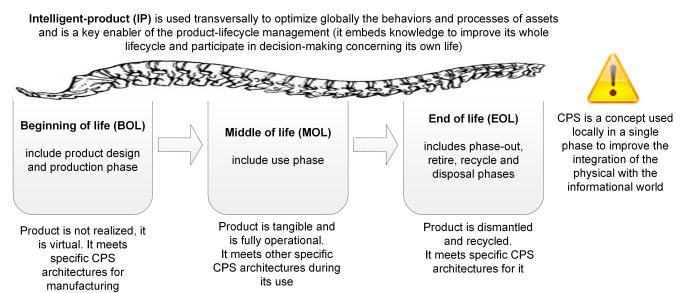 Intelligent-product (IP) is used transversally to optimize globally the behaviors and processes of assets
and is a key enabler of the product-lifecycle management (it embeds knowledge to improve its whole
lifecycle and participate in decision-making concerning its own life)
Beginning of life (BOL)
include product design
and production phase
Middle of life (MOL)
include use phase
End of life (EOL)
includes phase-out,
retire, recycle and
disposal phases
CPS is a concept used
locally in a single
phase to improve the
integration of the
physical with the
informational world
Product is not realized, it
is virtual. It meets
specific CPS
architectures for
manufacturing
Product is tangible and
is fully operational.
It meets other specific
CPS architectures during
its use
Product is dismantled
and recycled.
It meets specific CPS
architectures for it